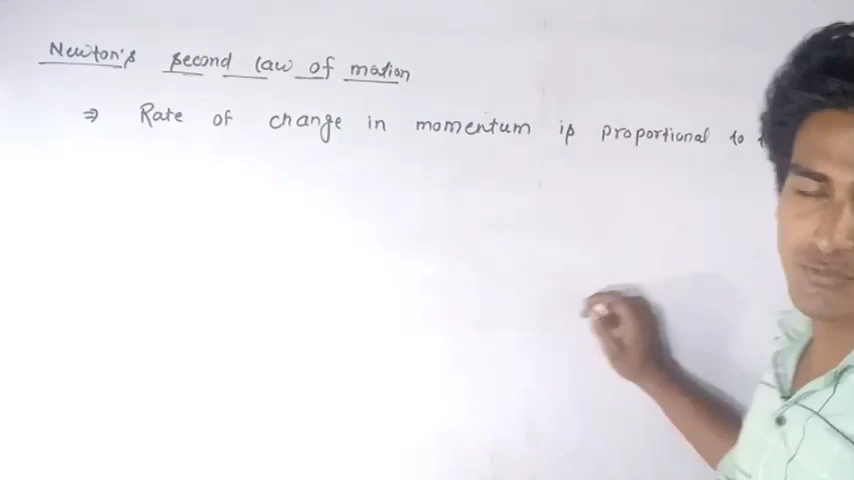 Newton's second law of motion
⇒ Rate of change in momentum is proportional to